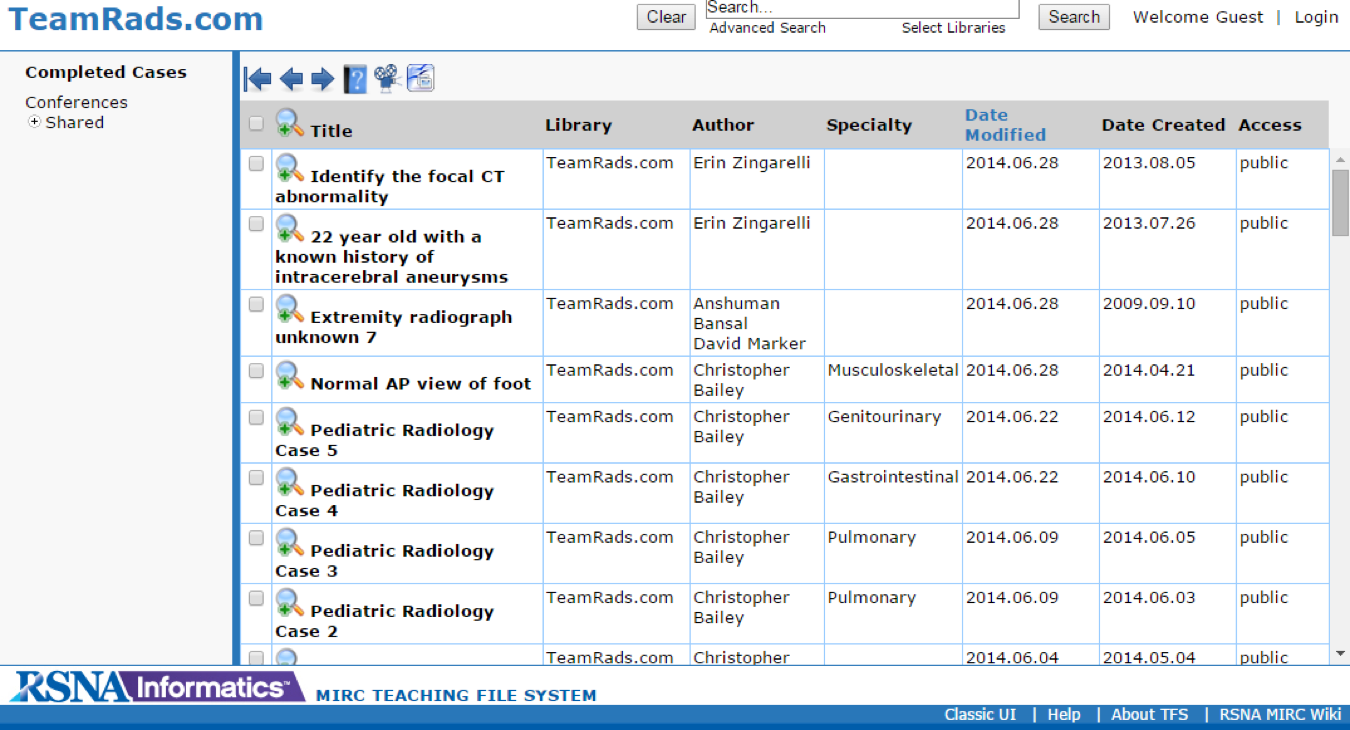 TeamRads.com
Clear
Search...
Search
Welcome Guest | Login
Advanced Search
Select Libraries
Completed Cases
Conferences
Shared
Title
Library
Author
Specialty
Date
Modified
Date Created
Access
Identify the focal CT
abnormality
TeamRads.com
Erin Zingarelli
2014.06.28
2013.08.05
public
22 year old with a
known history of
intracerebral aneurysms
TeamRads.com
Erin Zingarelli
2014.06.28
2013.07.26
public
Extremity radiograph
unknown 7
TeamRads.com
Anshuman
Bansal
David Marker
2014.06.28
2009.09.10
public
Normal AP view of foot
TeamRads.com
Christopher
Bailey
Musculoskeletal
2014.06.28
2014.04.21
public
Pediatric Radiology
Case 5
TeamRads.com
Christopher
Bailey
Genitourinary
2014.06.22
2014.06.12
public
Pediatric Radiology
Case 4
TeamRads.com
Christopher
Bailey
Gastrointestinal
2014.06.22
2014.06.10
public
Pediatric Radiology
Case 3
TeamRads.com
Christopher
Bailey
Pulmonary
2014.06.09
2014.06.05
public
Pediatric Radiology
Case 2
TeamRads.com
Christopher
Bailey
Pulmonary
2014.06.09
2014.06.03
public
TeamRads.com
Christopher
2014.06.04
2014.05.04
public
RSNA Informatics™
MIRC TEACHING FILE SYSTEM
Classic UI | Help | About TFS | RSNA MIRC Wiki